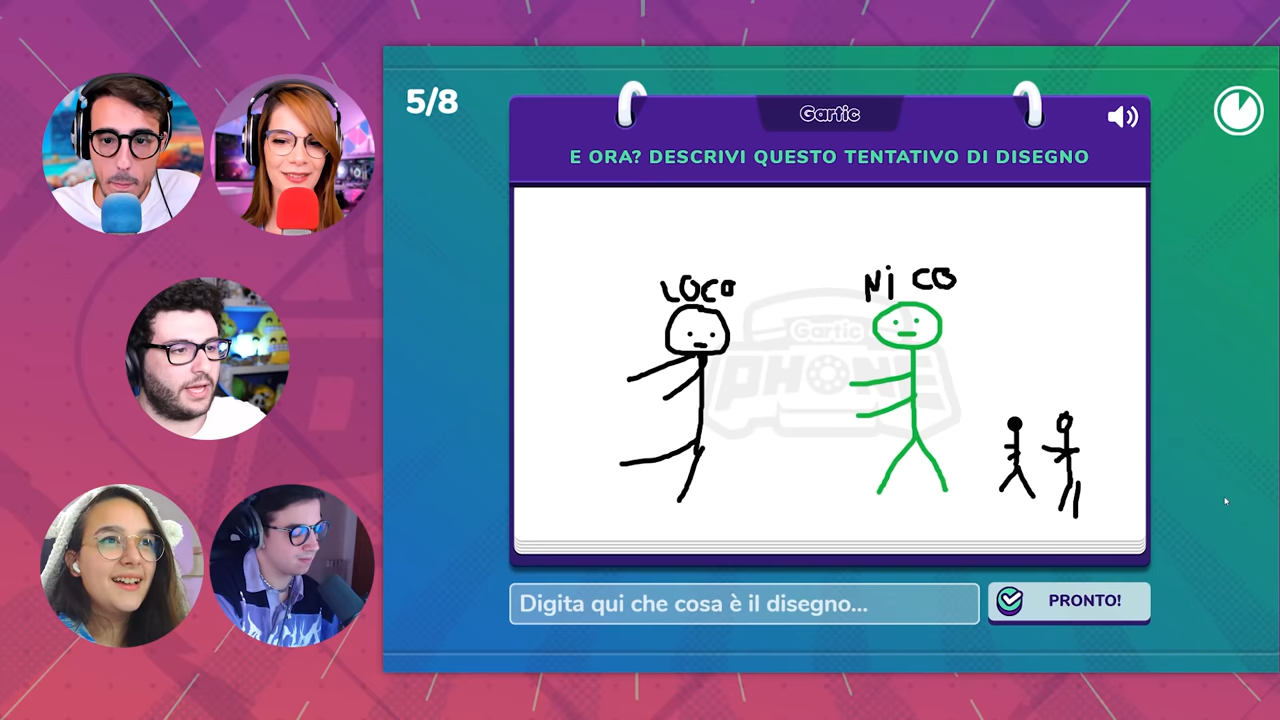 5/8
Gartic
E ORA? DESCRIVI QUESTO TENTATIVO DI DISEGNO
LOCO
NI CO
Gartic
PHONE
Digita qui che cosa è il disegno...
PRONTO!